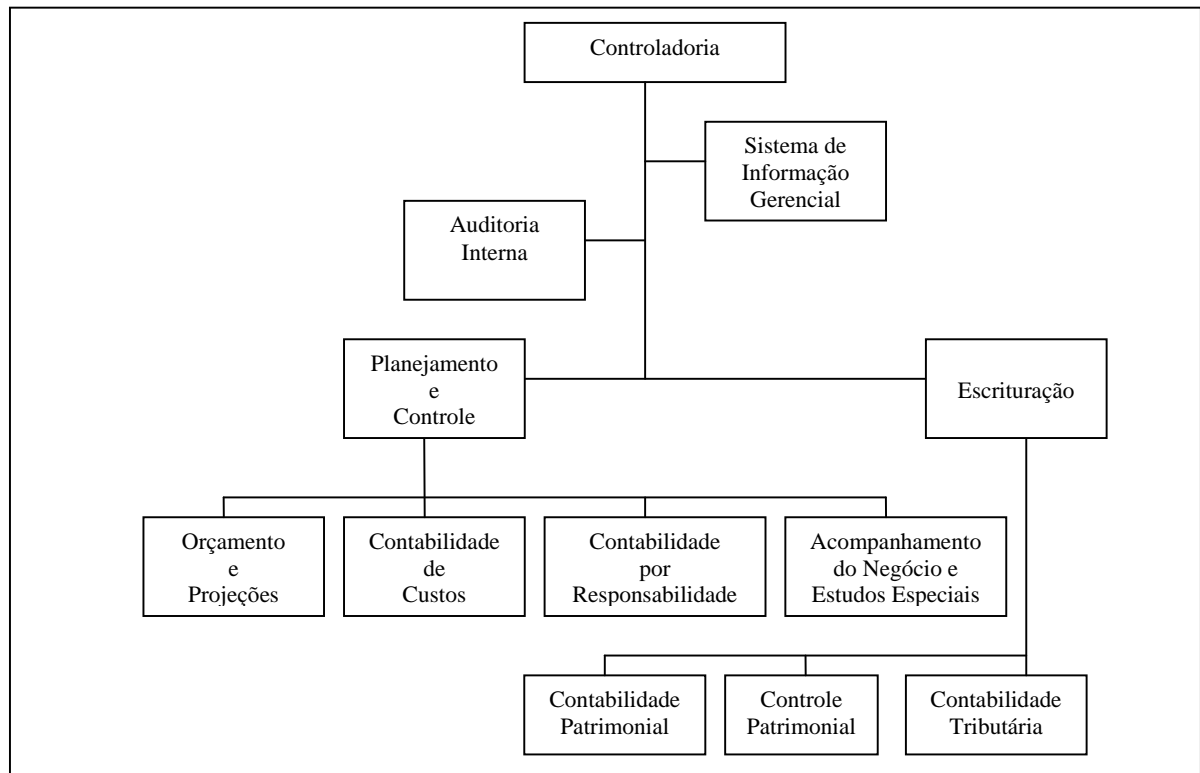 Controladoria
Sistema de
Informação
Gerencial
Auditoria
Interna
Planejamento
e
Controle
Escrituração
Orçamento
e
Projeções
Contabilidade
de
Custos
Contabilidade
por
Responsabilidade
Acompanhamento
do Negócio e
Estudos Especiais
Contabilidade
Patrimonial
Controle
Patrimonial
Contabilidade
Tributária